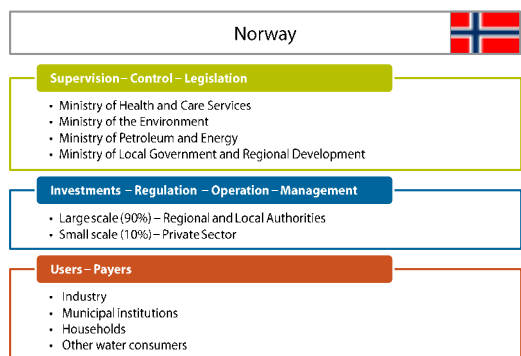 Norway
Supervision – Control – Legislation
• Ministry of Health and Care Services
• Ministry of the Environment
• Ministry of Petroleum and Energy
• Ministry of Local Government and Regional Development
Investments – Regulation – Operation – Management
• Large scale (90%) – Regional and Local Authorities
• Small scale (10%) – Private Sector
Users – Payers
• Industry
• Municipal institutions
• Households
• Other water consumers